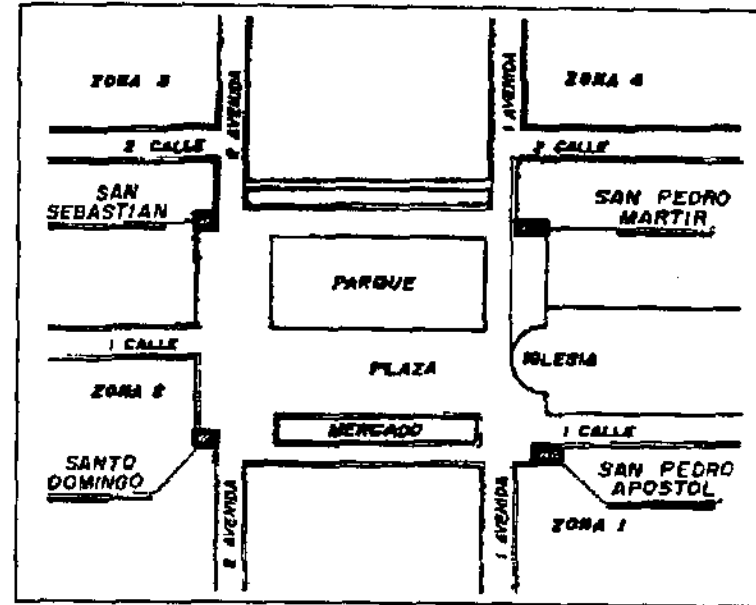 ZONA 3
2 AVENIDA
1 AVENIDA
ZONA 4
2 CALLE
2 CALLE
SAN
SEBASTIAN
SAN PEDRO
MARTIR
PARQUE
1 CALLE
PLAZA
IGLESIA
ZONA 2
MERCADO
1 CALLE
SANTO
DOMINGO
SAN PEDRO
APOSTOL
2 AVENIDA
1 AVENIDA
ZONA 1